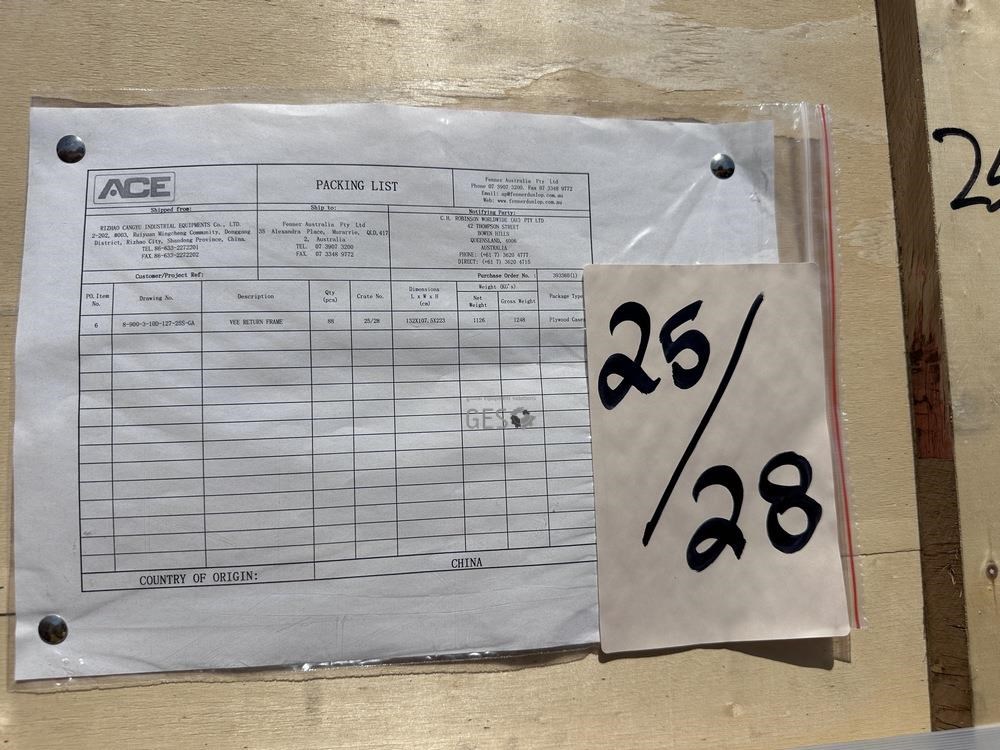 ACE
PACKING LIST
Fenner Australia Pty Ltd
Phone 07 3907 3200. Fax 07 3348 9772
Email: ap@fennerdunlop.com.au
Web: www.fennerdunlop.com.au
Shipped from:
Ship to:
Notifying Party:
RIZHAO CANGYU INDUSTRIAL EQUIPMENTS Co., LTD.
2-202, #003, Ruiyuan Mingcheng Community, Donggang
District, Rizhao City, Shandong Province, China.
TEL.86-633-2272201
FAX.86-633-2272202
Fenner Australia Pty Ltd
35 Alexandra Place, Murarrie, QLD,417
2, Australia
TEL. 07 3907 3200
FAX. 07 3348 9772
C.H. ROBINSON WORLDWIDE (AU) PTY LTD
42 THOMPSON STREET
BOWEN HILLS
QUEENSLAND, 4006
AUSTRALIA
PHONE: (+61 7) 3620 4777
DIRECT: (+61 7) 3620 4715
Customer/Project Ref:
Purchase Order No. :
393360(1)
PO.Item No.
Drawing No.
Description
Qty (pcs)
Crate No.
Dimensions L x W x H (cm)
Weight (KG's)
Net Weight
Gross Weight
Package Type
6
8-900-3-10D-127-25S-GA
VEE RETURN FRAME
88
25/28
132X107.5X223
1126
1248
Plywood Cases
GES
COUNTRY OF ORIGIN:
CHINA
25/
28